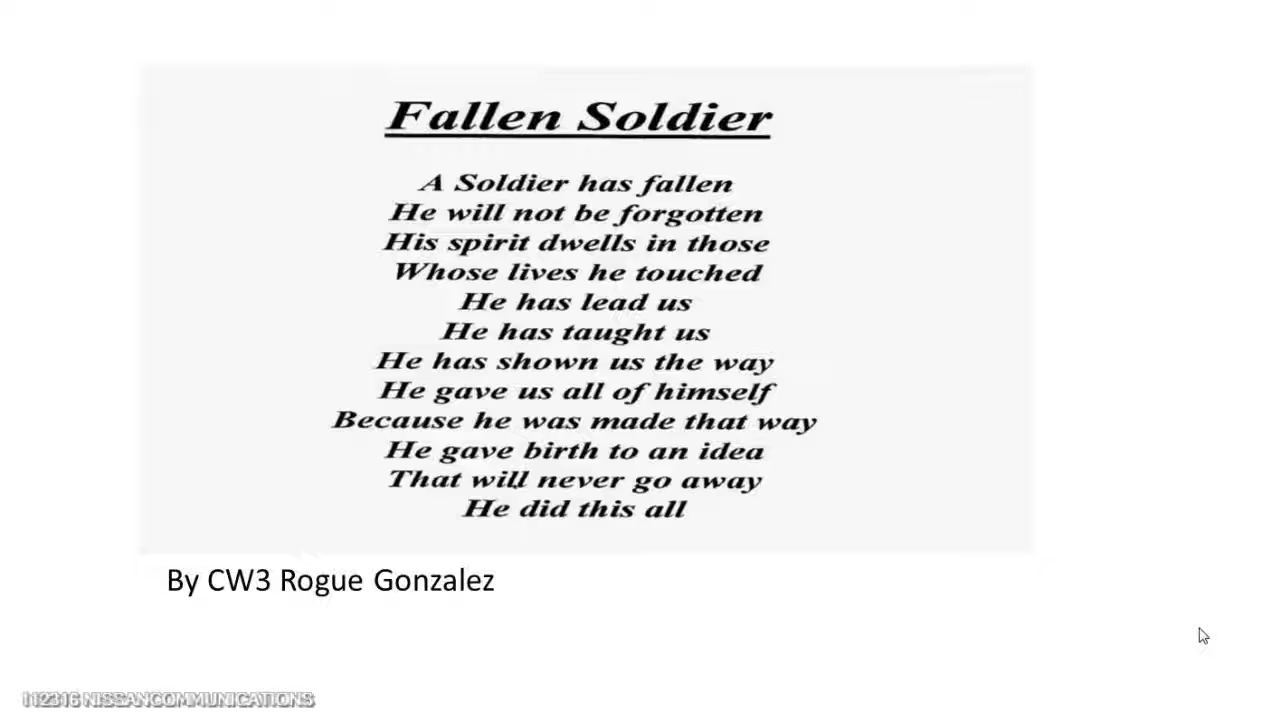 Fallen Soldier
A Soldier has fallen
He will not be forgotten
His spirit dwells in those
Whose lives he touched
He has lead us
He has taught us
He has shown us the way
He gave us all of himself
Because he was made that way
He gave birth to an idea
That will never go away
He did this all
By CW3 Rogue Gonzalez
112316 NISSANCOMMUNICATIONS